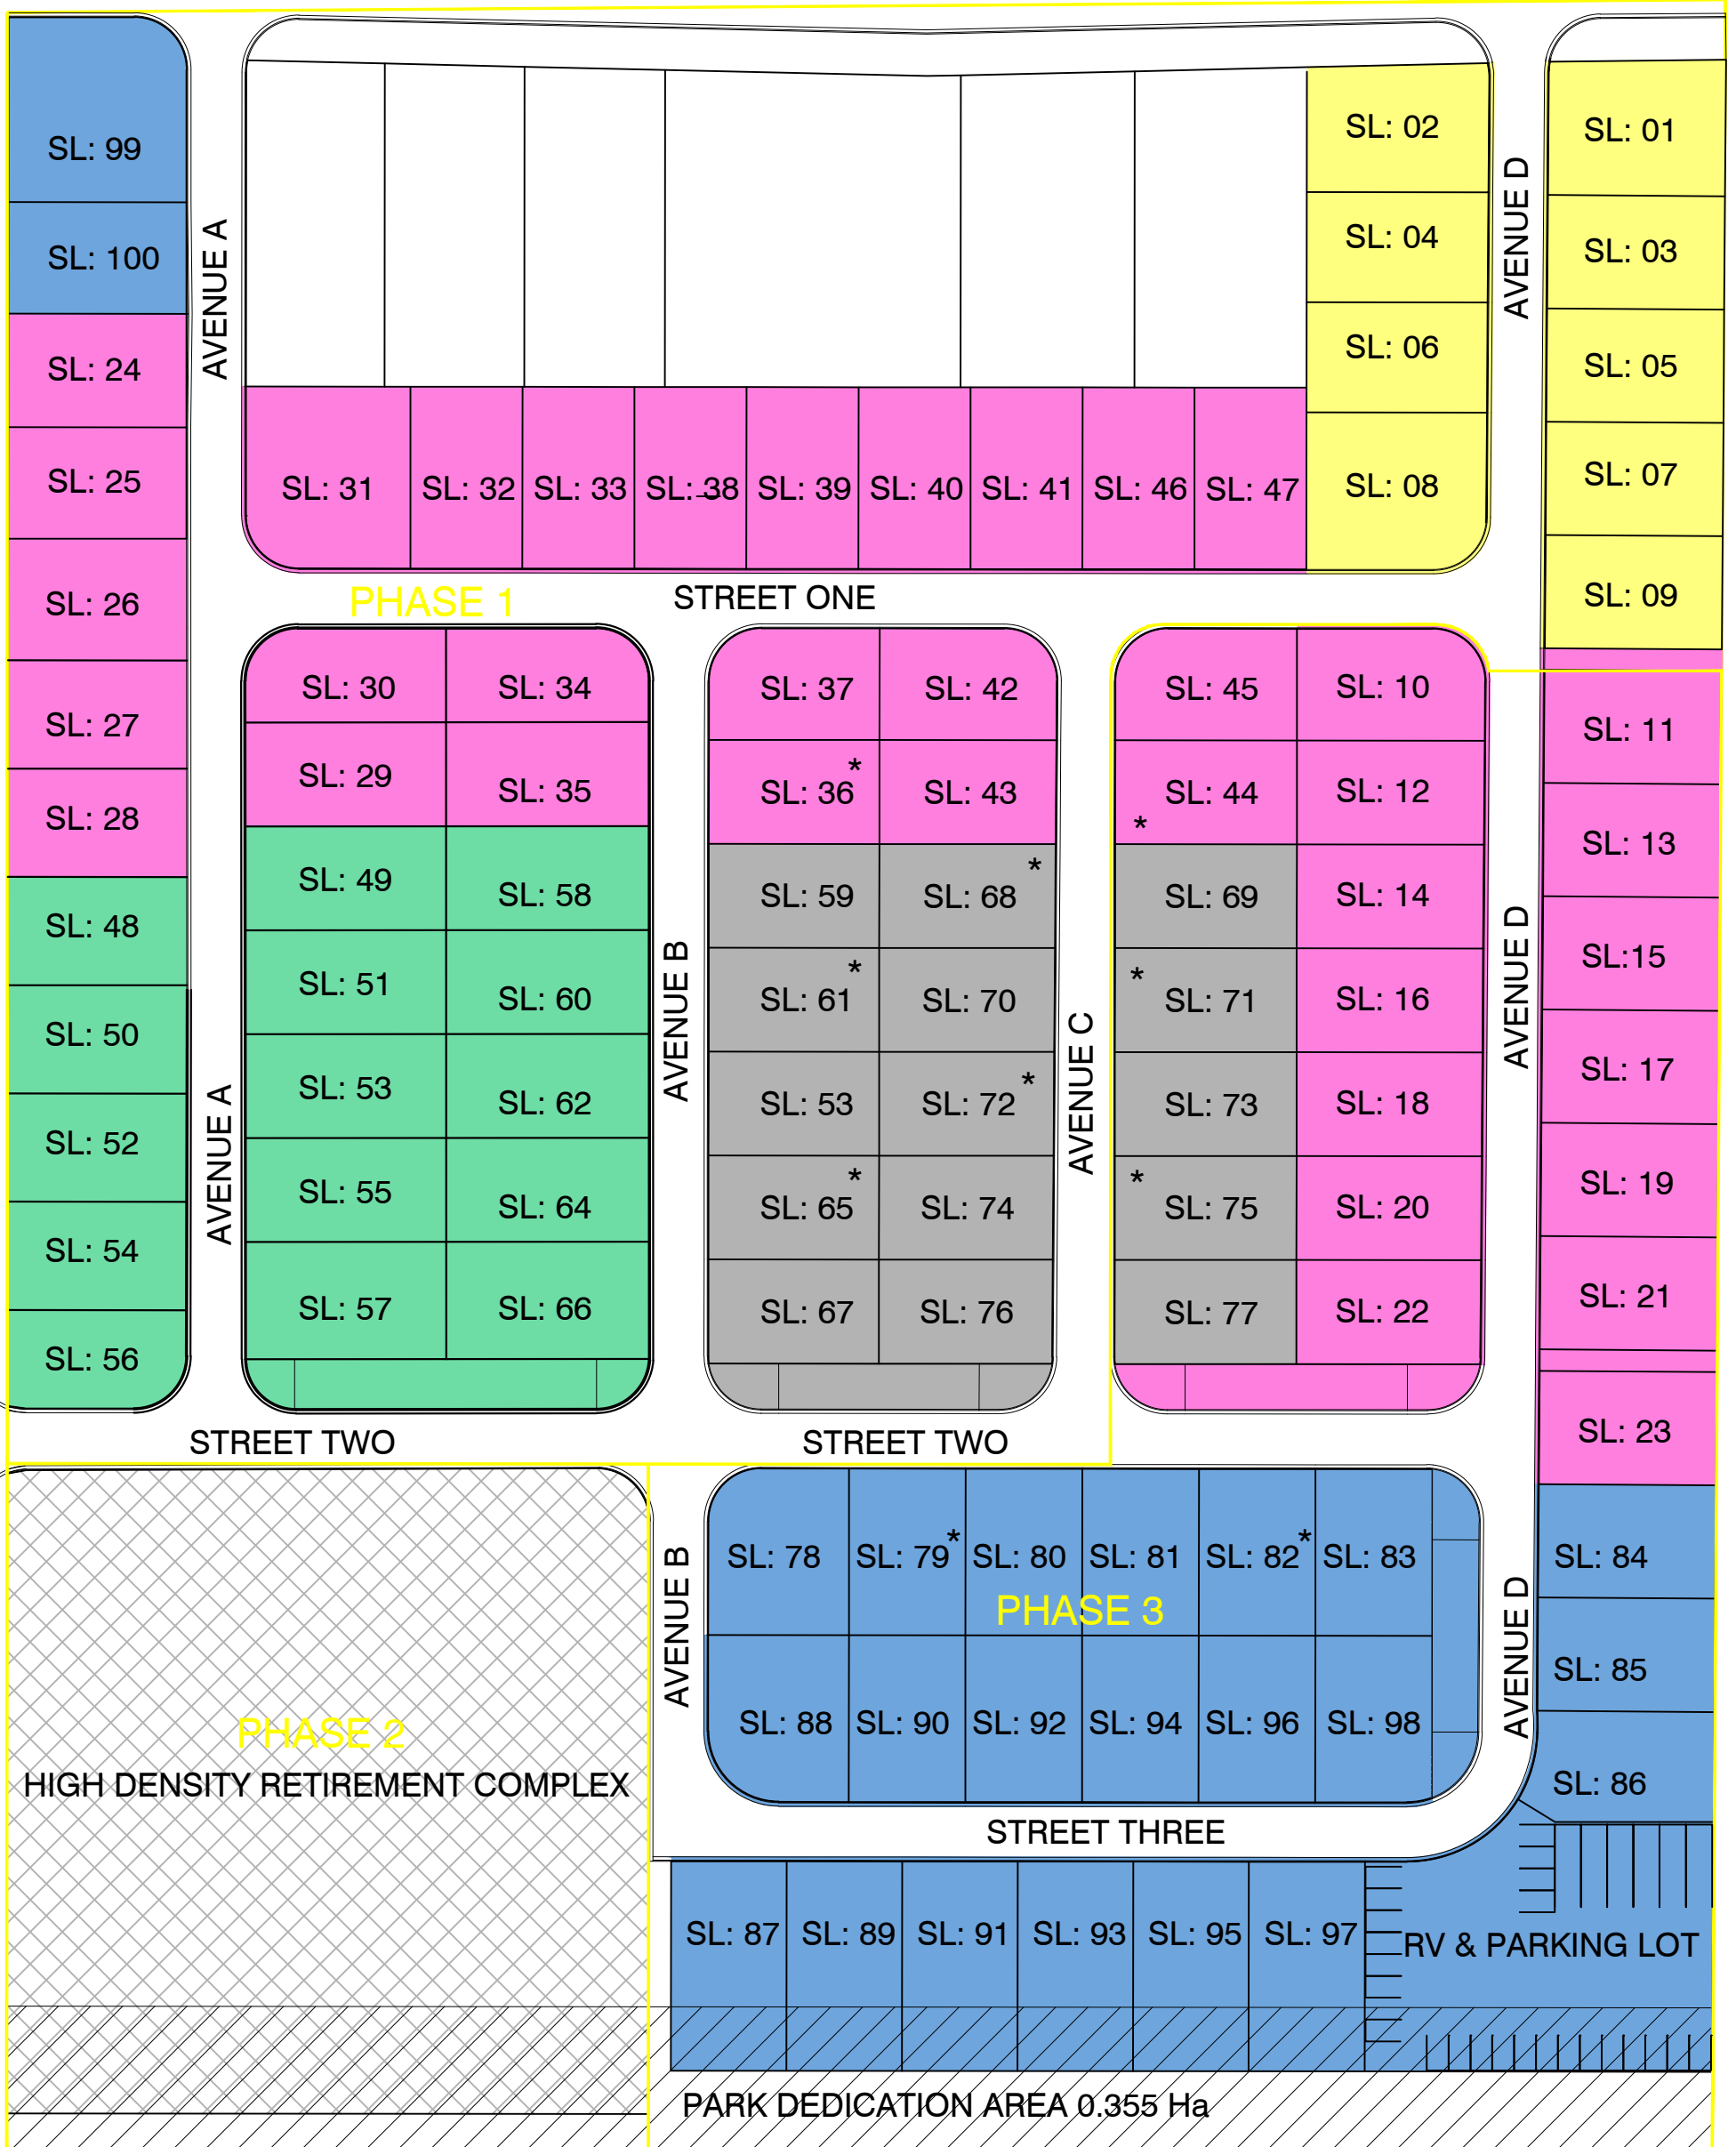 SL: 99
SL: 100
SL: 24
SL: 25
SL: 26
SL: 27
SL: 28
SL: 48
SL: 50
SL: 52
SL: 54
SL: 56
AVENUE A
AVENUE A
SL: 02
SL: 04
SL: 06
SL: 08
AVENUE D
SL: 01
SL: 03
SL: 05
SL: 07
SL: 09
SL: 31 SL: 32 SL: 33 SL: 38 SL: 39 SL: 40 SL: 41 SL: 46 SL: 47
PHASE 1
STREET ONE
SL: 30 SL: 34
SL: 29 SL: 35
SL: 49 SL: 58
SL: 51 SL: 60
SL: 53 SL: 62
SL: 55 SL: 64
SL: 57 SL: 66
AVENUE B
SL: 37 SL: 42
SL: 36 * SL: 43
SL: 59 SL: 68 *
SL: 61 * SL: 70
SL: 53 SL: 72 *
SL: 65 * SL: 74
SL: 67 SL: 76
AVENUE C
SL: 45 SL: 10
SL: 44 * SL: 12
SL: 69 SL: 14
* SL: 71 SL: 16
SL: 73 SL: 18
* SL: 75 SL: 20
SL: 77 SL: 22
AVENUE D
SL: 11
SL: 13
SL:15
SL: 17
SL: 19
SL: 21
SL: 23
STREET TWO
STREET TWO
PHASE 2
HIGH DENSITY RETIREMENT COMPLEX
AVENUE B
SL: 78 SL: 79 * SL: 80 SL: 81 SL: 82 * SL: 83
PHASE 3
SL: 88 SL: 90 SL: 92 SL: 94 SL: 96 SL: 98
AVENUE D
SL: 84
SL: 85
SL: 86
STREET THREE
SL: 87 SL: 89 SL: 91 SL: 93 SL: 95 SL: 97
RV & PARKING LOT
PARK DEDICATION AREA 0.355 Ha